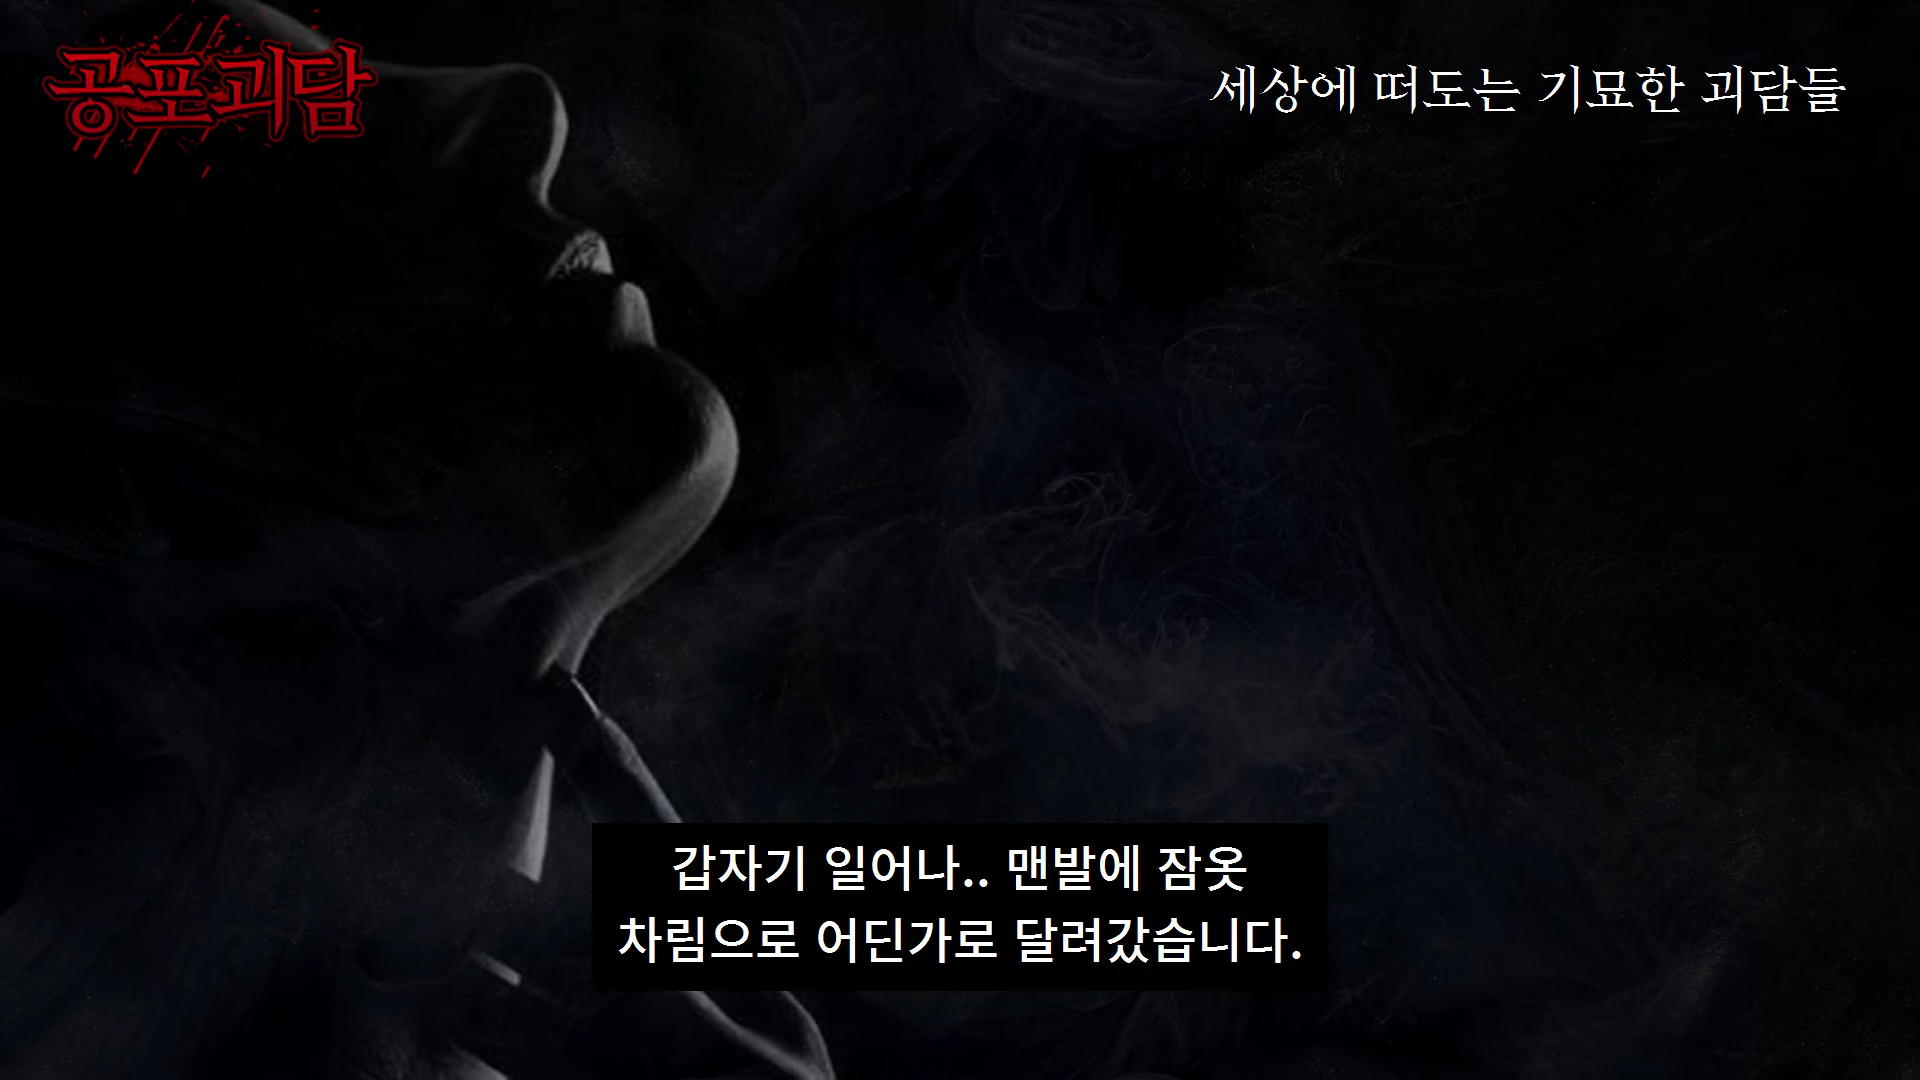 공포괴담
세상에 떠도는 기묘한 괴담들
갑자기 일어나.. 맨발에 잠옷
차림으로 어딘가로 달려갔습니다.